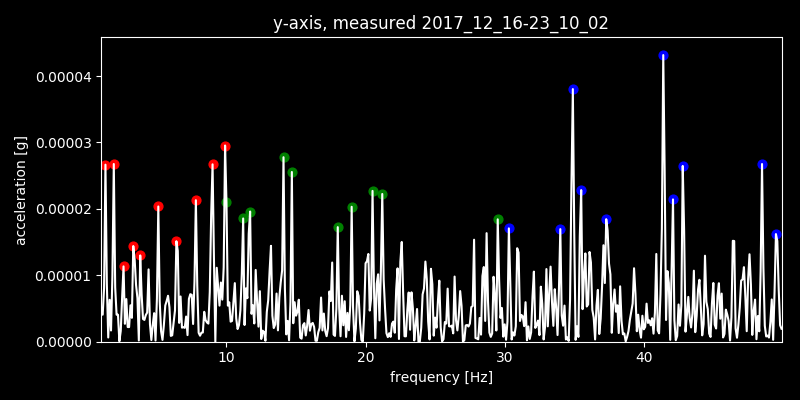 y-axis, measured 2017_12_16-23_10_02
0.00004
0.00003
0.00002
0.00001
0.00000
acceleration [g]
10 20 30 40
frequency [Hz]